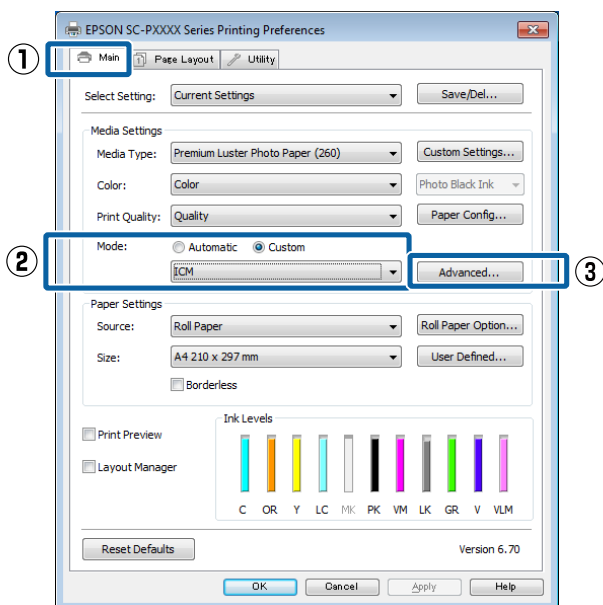 EPSON SC-PXXXX Series Printing Preferences
① Main Page Layout Utility
Select Setting: Current Settings Save/Del...
Media Settings
Media Type: Premium Luster Photo Paper (260) Custom Settings...
Color: Color Photo Black Ink
Print Quality: Quality Paper Config...
Mode: Automatic Custom
② ICM Advanced... ③
Paper Settings
Source: Roll Paper Roll Paper Option...
Size: A4 210 x 297 mm User Defined...
Borderless
Ink Levels
Print Preview
Layout Manager
C OR Y LC MK PK VM LK GR V VLM
Reset Defaults Version 6.70
OK Cancel Apply Help